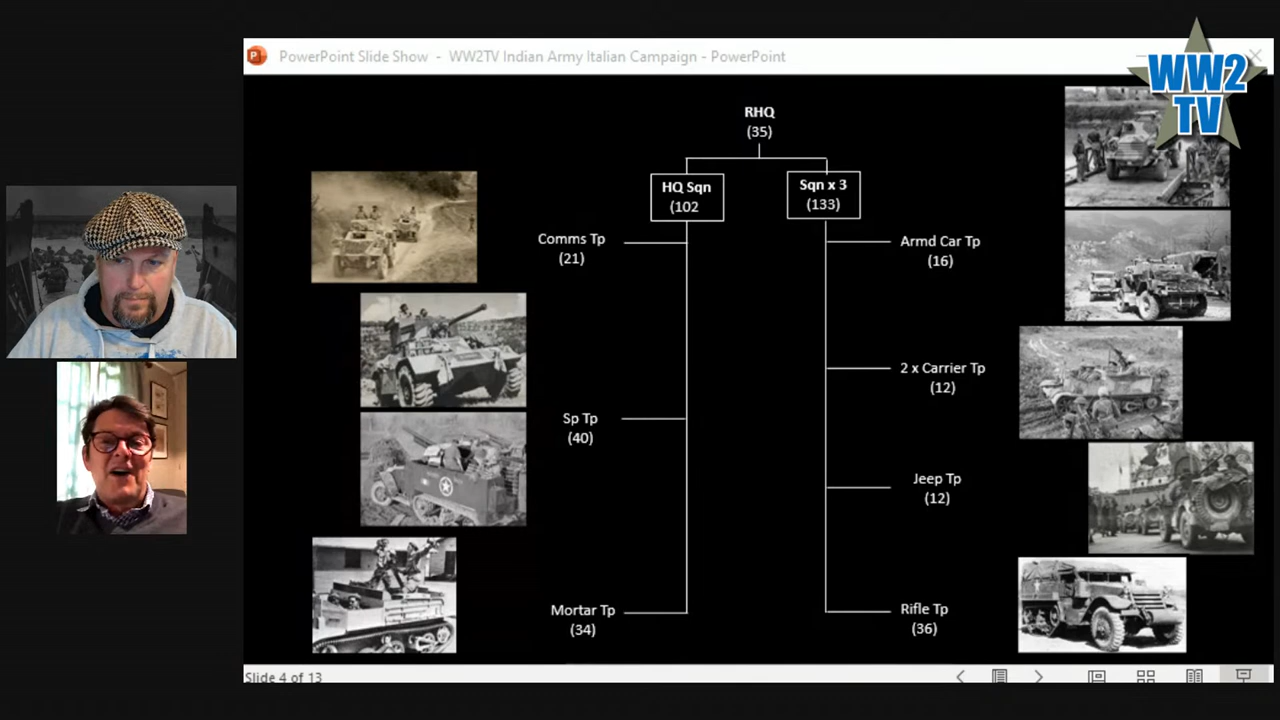 PowerPoint Slide Show - WW2TV Indian Army Italian Campaign - PowerPoint
WW2
TV
RHQ
(35)
HQ Sqn
(102
Sqn x 3
(133)
Comms Tp
(21)
Armd Car Tp
(16)
2 x Carrier Tp
(12)
Sp Tp
(40)
Jeep Tp
(12)
Mortar Tp
(34)
Rifle Tp
(36)
Slide 4 of 13